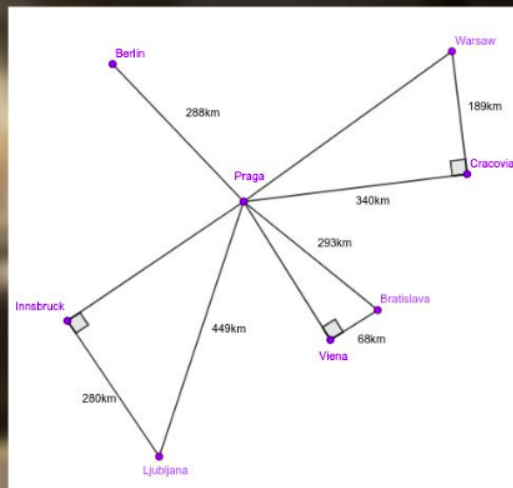 Warsaw
Berlin
288km
189km
Cracovia
Praga
340km
293km
Innsbruck
Bratislava
449km
Viena
68km
280km
Ljubljana